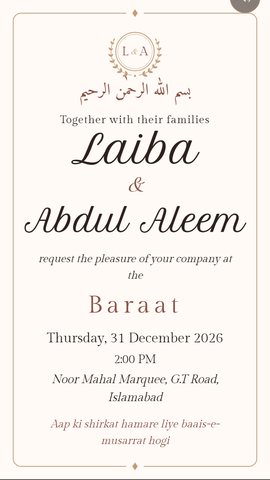 L & A
بسم الله الرحمن الرحيم
Together with their families
Laiba
&
Abdul Aleem
request the pleasure of your company at
the
Baraat
Thursday, 31 December 2026
2:00 PM
Noor Mahal Marquee, G.T Road,
Islamabad
Aap ki shirkat hamare liye baais-e-
musarrat hogi